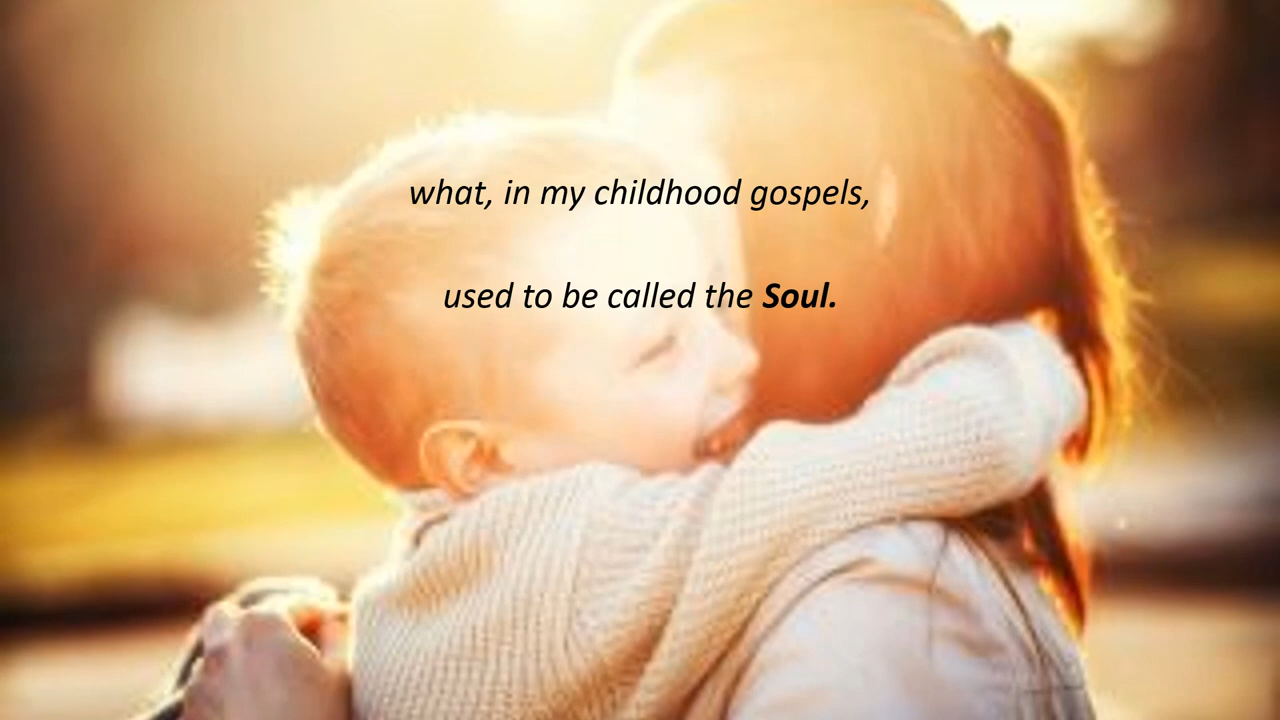 what, in my childhood gospels,
used to be called the Soul.